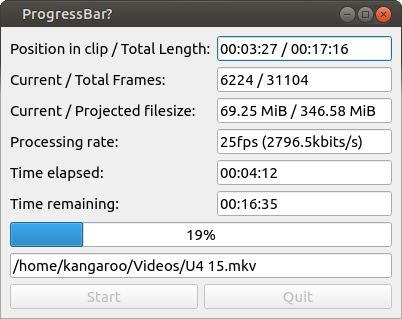 ProgressBar?
Position in clip / Total Length: 00:03:27 / 00:17:16
Current / Total Frames: 6224 / 31104
Current / Projected filesize: 69.25 MiB / 346.58 MiB
Processing rate: 25fps (2796.5kbits/s)
Time elapsed: 00:04:12
Time remaining: 00:16:35
19%
/home/kangaroo/Videos/U4 15.mkv
Start Quit